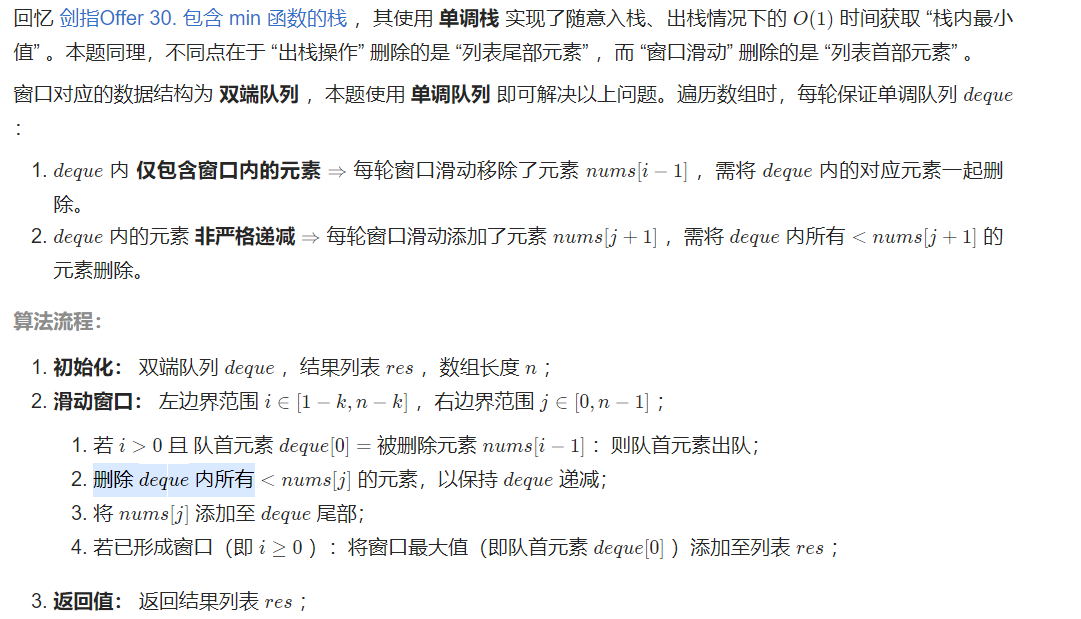 回忆 剑指Offer 30. 包含 min 函数的栈 ，其使用 单调栈 实现了随意入栈、出栈情况下的 O(1) 时间获取 “栈内最小
值” 。本题同理，不同点在于 “出栈操作” 删除的是 “列表尾部元素” ，而 “窗口滑动” 删除的是 “列表首部元素” 。
窗口对应的数据结构为 双端队列 ，本题使用 单调队列 即可解决以上问题。遍历数组时，每轮保证单调队列 deque
：
1. deque 内 仅包含窗口内的元素 ⇒ 每轮窗口滑动移除了元素 nums[i − 1] ，需将 deque 内的对应元素一起删
除。
2. deque 内的元素 非严格递减 ⇒ 每轮窗口滑动添加了元素 nums[j + 1] ，需将 deque 内所有 < nums[j + 1] 的
元素删除。
算法流程：
1. 初始化： 双端队列 deque ，结果列表 res ，数组长度 n ；
2. 滑动窗口： 左边界范围 i ∈ [1 − k, n − k] ，右边界范围 j ∈ [0, n − 1] ；
1. 若 i > 0 且 队首元素 deque[0] = 被删除元素 nums[i − 1] ：则队首元素出队；
2. 删除 deque 内所有 < nums[j] 的元素，以保持 deque 递减；
3. 将 nums[j] 添加至 deque 尾部；
4. 若已形成窗口（即 i ≥ 0 ）：将窗口最大值（即队首元素 deque[0] ）添加至列表 res ；
3. 返回值： 返回结果列表 res ；